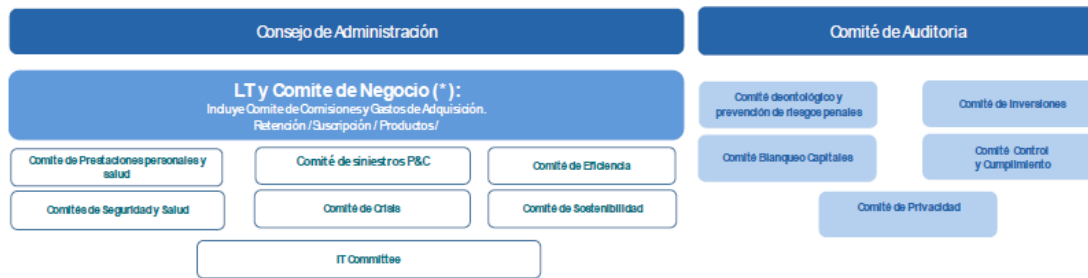 Consejo de Administración
Comité de Auditoria
LT y Comite de Negocio (*):
Incluye Comite de Comisiones y Gastos de Adquisición.
Retención / Suscripción / Productos /
Comité deontológico y
prevención de riesgos penales
Comité de Inversiones
Comite de Prestaciones personales y
salud
Comité de siniestros P&C
Comité de Eficiencia
Comité Blanqueo Capitales
Comité Control
y Cumplimiento
Comités de Seguridad y Salud
Comité de Crisis
Comité de Sostenibilidad
Comité de Privacidad
IT Committee